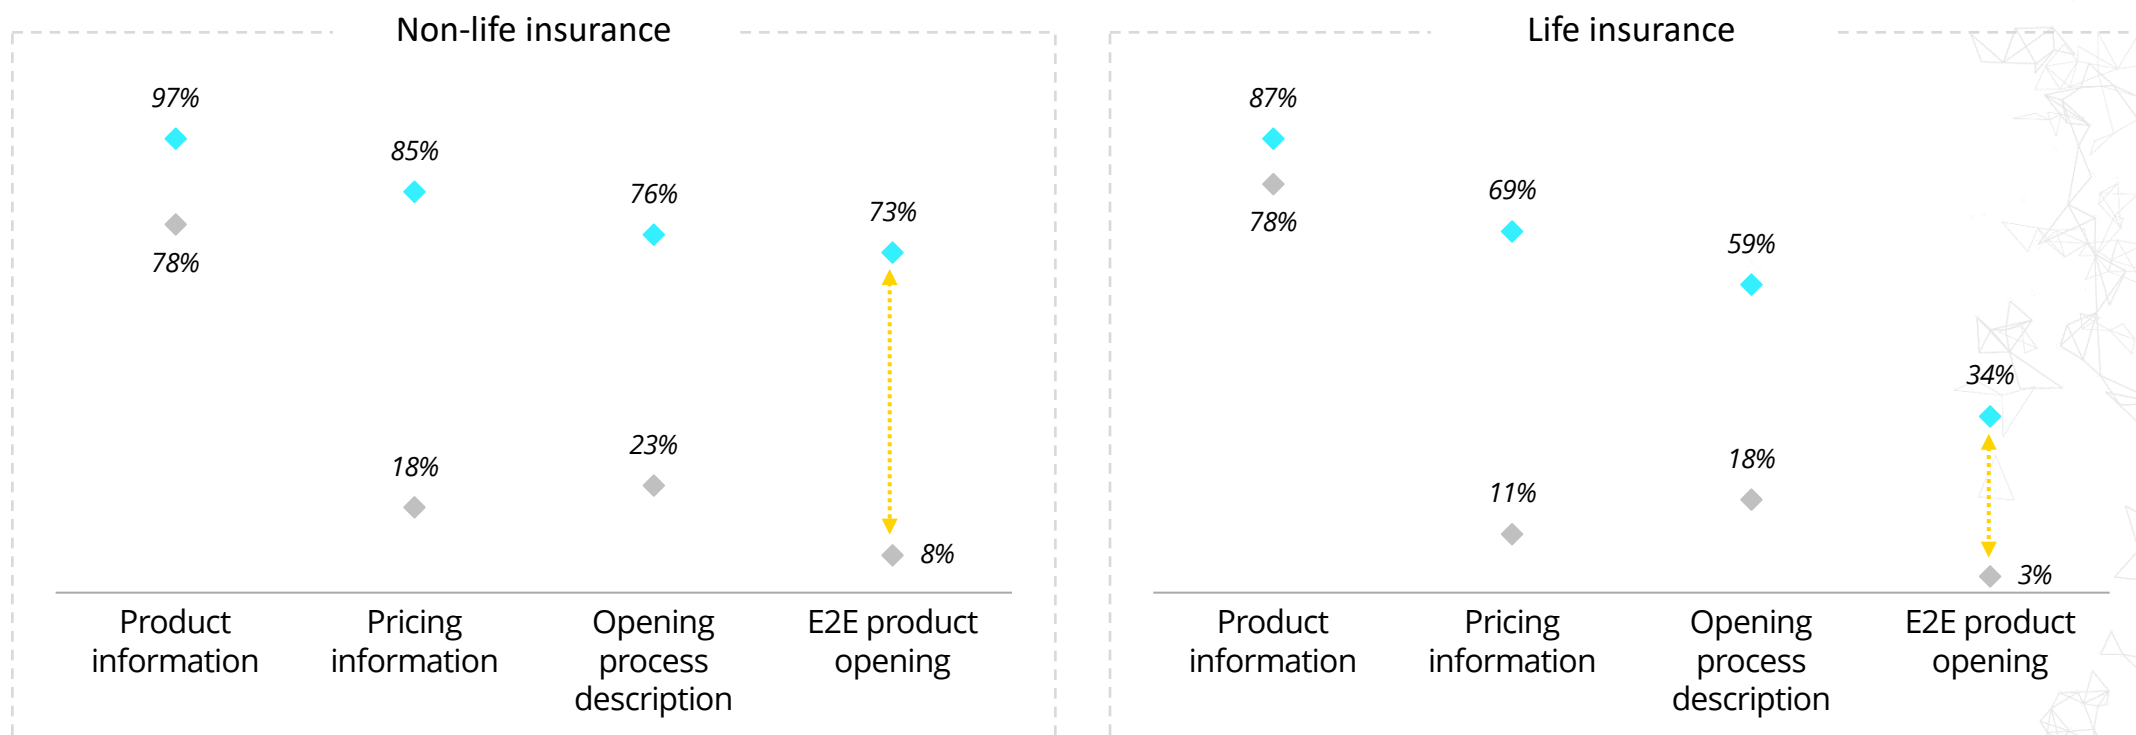 Non-life insurance
97%
85%
76%
73%
78%
23%
18%
8%
Product
information
Pricing
information
Opening
process
description
E2E product
opening
Life insurance
87%
69%
78%
59%
34%
18%
11%
3%
Product
information
Pricing
information
Opening
process
description
E2E product
opening